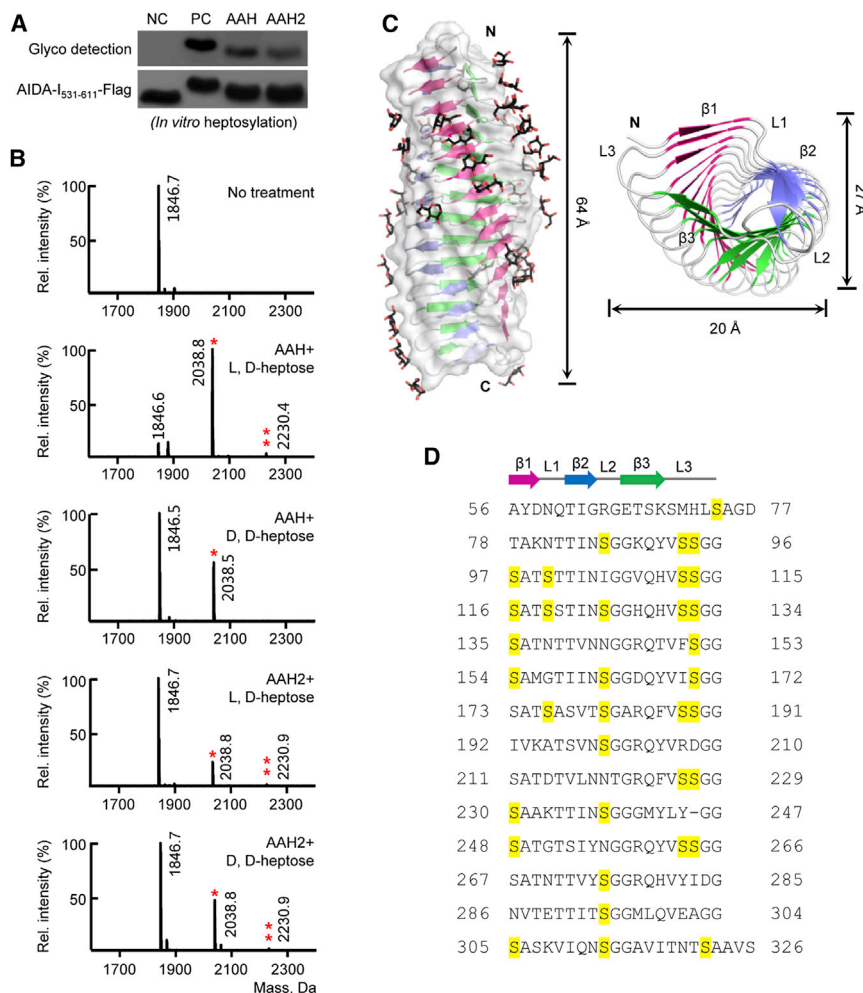 A
NC PC AAH AAH2
Glyco detection
AIDA-I531-611-Flag
(In vitro heptosylation)
B
Rel. intensity (%)
100
50
1846.7
No treatment
1700 1900 2100 2300
Rel. intensity (%)
100
50
1846.6
*
2038.8
AAH+
L, D-heptose
*
*
2230.4
1700 1900 2100 2300
Rel. intensity (%)
100
50
1846.5
*
2038.5
AAH+
D, D-heptose
1700 1900 2100 2300
Rel. intensity (%)
100
50
1846.7
*
2038.8
AAH2+
L, D-heptose
*
*
2230.9
1700 1900 2100 2300
Rel. intensity (%)
100
50
1846.7
*
2038.8
AAH2+
D, D-heptose
*
*
2230.9
1700 1900 2100 2300
Mass, Da
C
N
64 Å
C
N
β1
L1
L3
β2
β3
L2
27 Å
20 Å
D
β1 L1 β2 L2 β3 L3
56 AYDNQTIGRGETSKSMHLSAGD 77
78 TAKNTTINSGGKQYVSSGG 96
97 SATSTTINIGGVQHVSSGG 115
116 SATSSTINSGGHQHVSSGG 134
135 SATNTTVNNGGRQTVFSGG 153
154 SAMGTIINSGGDQYVISGG 172
173 SATSASVTSGARQFVSSGG 191
192 IVKATSVNSGGRQYVRDGG 210
211 SATDTVLNNTGRQFVSSGG 229
230 SAAKTTINSGGGMYLY-GG 247
248 SATGTSIYNGGRQYVSSGG 266
267 SATNTTVYSGGRQHVYIDG 285
286 NVTETTITSGGMLQVEAGG 304
305 SASKVIQNSGGAVITNTSAAVS 326